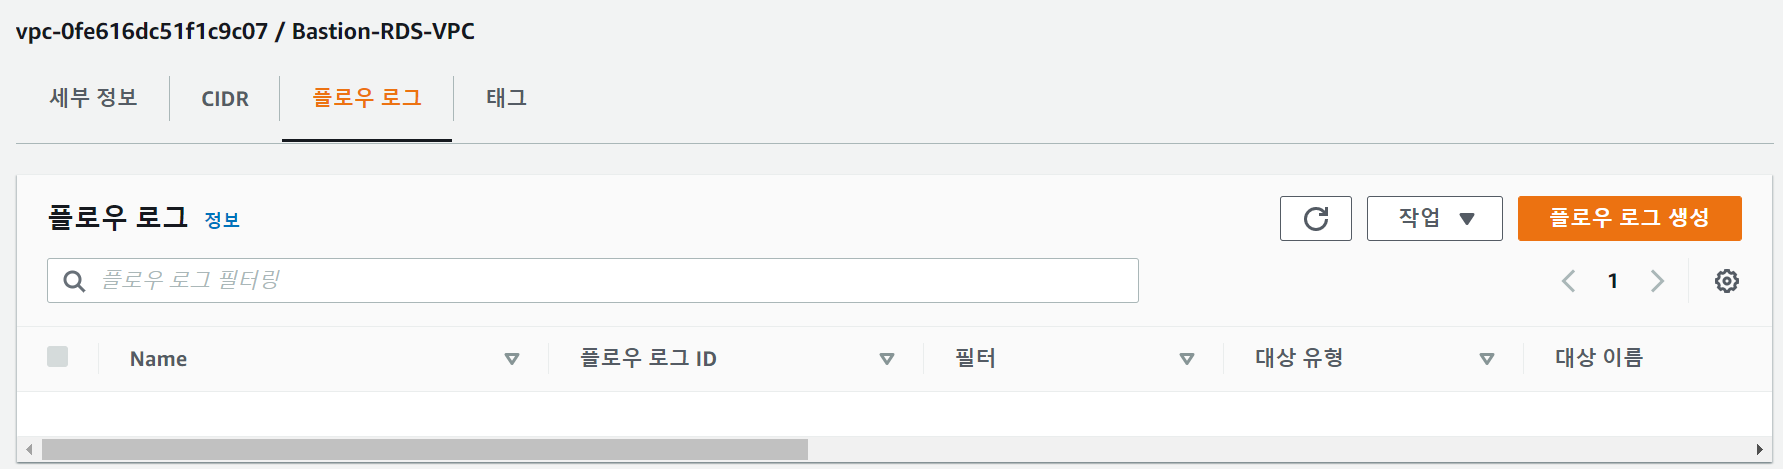 vpc-0fe616dc51f1c9c07 / Bastion-RDS-VPC
세부 정보 CIDR 플로우 로그 태그
플로우 로그 정보 작업 플로우 로그 생성
플로우 로그 필터링 1
Name 플로우 로그 ID 필터 대상 유형 대상 이름